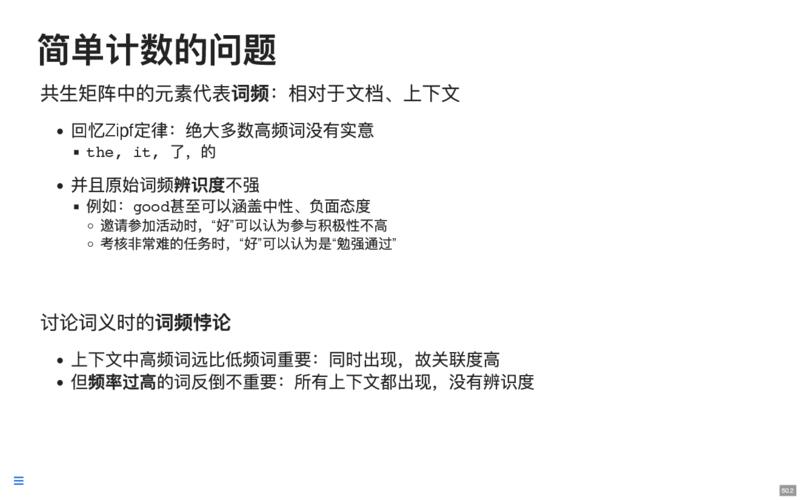 简单计数的问题
共生矩阵中的元素代表词频：相对于文档、上下文
回忆Zipf定律：绝大多数高频词没有实意
the, it, 了，的
并且原始词频辨识度不强
例如：good甚至可以涵盖中性、负面态度
邀请参加活动时，“好”可以认为参与积极性不高
考核非常难的任务时，“好”可以认为是“勉强通过”
讨论词义时的词频悖论
上下文中高频词远比低频词重要：同时出现，故关联度高
但频率过高的词反倒不重要：所有上下文都出现，没有辨识度
50.2